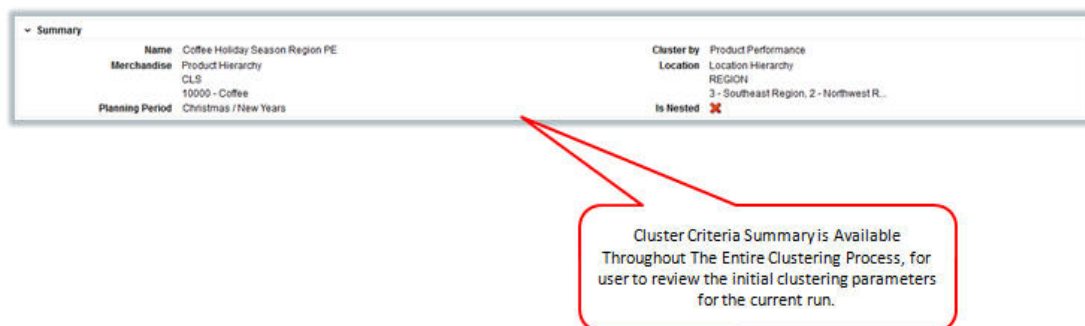 Summary
Name Coffee Holiday Season Region PE
Cluster by Product Performance
Merchandise Product Hierarchy
Location Location Hierarchy
CLS
REGION
10000 - Coffee
3 - Southeast Region, 2 - Northwest R...
Planning Period Christmas / New Years
Is Nested
Cluster Criteria Summary is Available
Throughout The Entire Clustering Process, for
user to review the initial clustering parameters
for the current run.